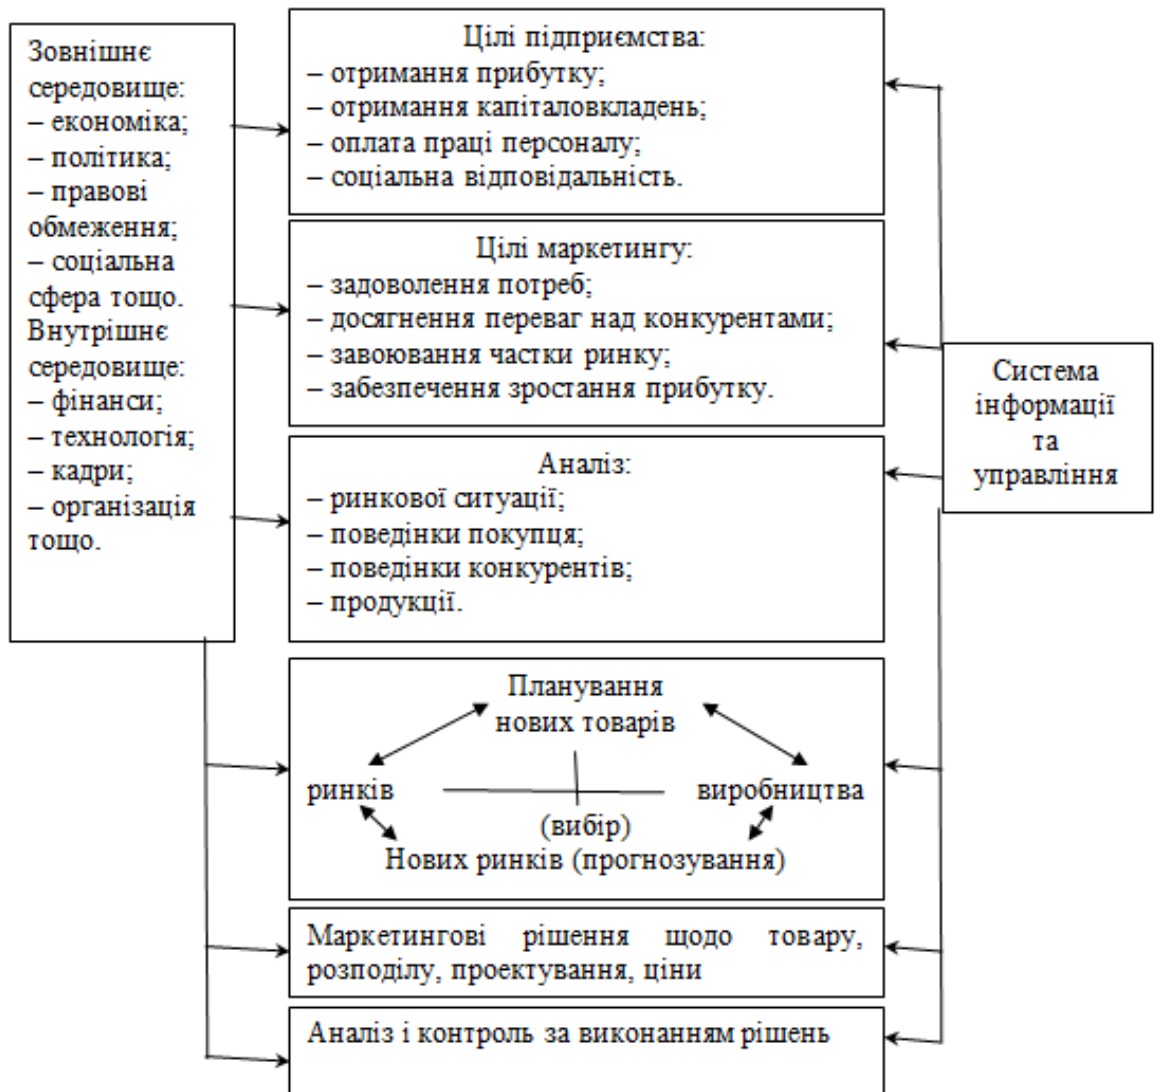 Зовнішнє
середовище:
– економіка;
– політика;
– правові
обмеження;
– соціальна
сфера тощо.
Внутрішнє
середовище:
– фінанси;
– технологія;
– кадри;
– організація
тощо.
Цілі підприємства:
– отримання прибутку;
– отримання капіталовкладень;
– оплата праці персоналу;
– соціальна відповідальність.
Цілі маркетингу:
– задоволення потреб;
– досягнення переваг над конкурентами;
– завоювання частки ринку;
– забезпечення зростання прибутку.
Аналіз:
– ринкової ситуації;
– поведінки покупця;
– поведінки конкурентів;
– продукції.
Планування
нових товарів
ринків виробництва
(вибір)
Нових ринків (прогнозування)
Маркетингові рішення щодо товару,
розподілу, проектування, ціни
Аналіз і контроль за виконанням рішень
Система
інформації
та
управління